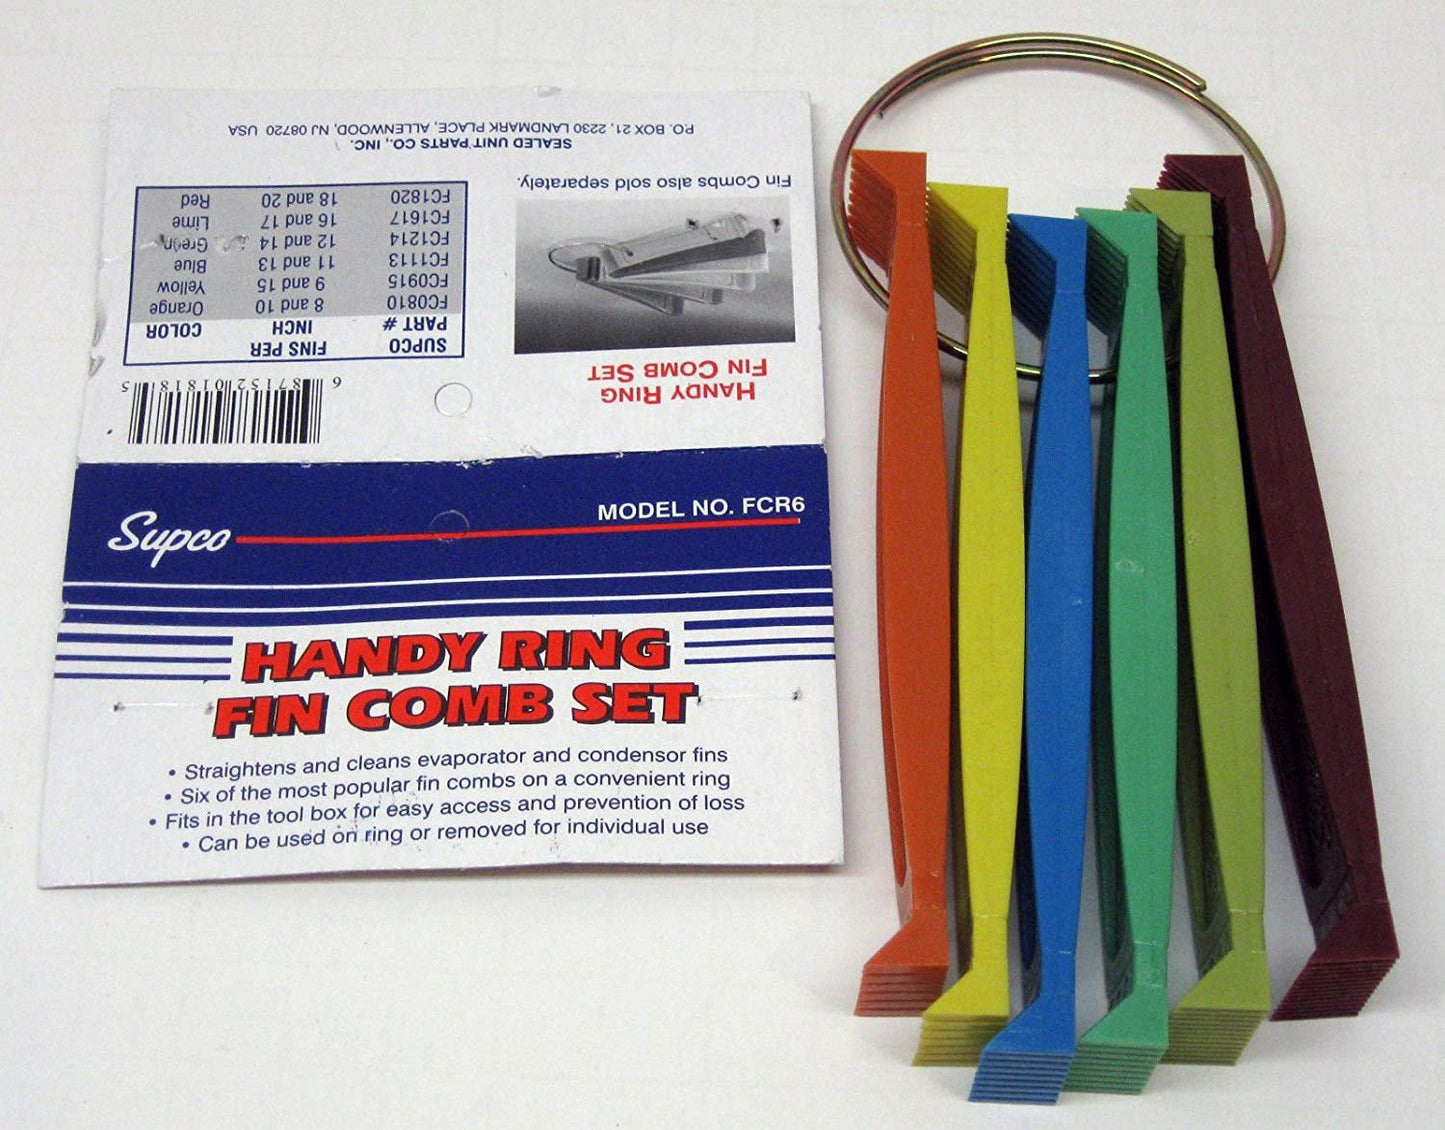 Supco
MODEL NO. FCR6
HANDY RING
FIN COMB SET
• Straightens and cleans evaporator and condensor fins
• Six of the most popular fin combs on a convenient ring
• Fits in the tool box for easy access and prevention of loss
• Can be used on ring or removed for individual use
HANDY RING
FIN COMB SET
Fin Combs also sold separately.
6 87152 01818 5
SUPCO PART # FINS PER INCH COLOR
FC0810 8 and 10 Orange
FC0915 9 and 15 Yellow
FC1113 11 and 13 Blue
FC1214 12 and 14 Green
FC1617 16 and 17 Lime
FC1820 18 and 20 Red
SEALED UNIT PARTS CO., INC.
P.O. BOX 21, 2230 LANDMARK PLACE, ALLENWOOD, NJ 08720 USA